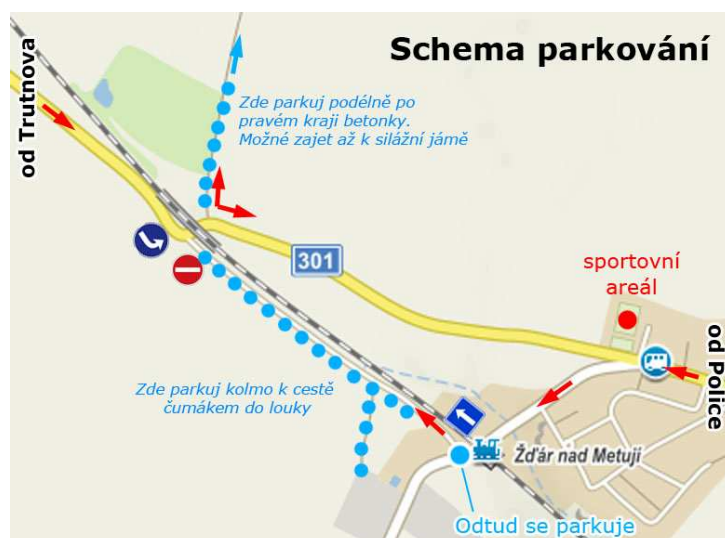 Schema parkování
od Trutnova
Zde parkuj podélně po
pravém kraji betonky.
Možné zajet až k silážní jámě
301
sportovní
areál
od Police
Zde parkuj kolmo k cestě
čumákem do louky
Žďár nad Metují
Odtud se parkuje